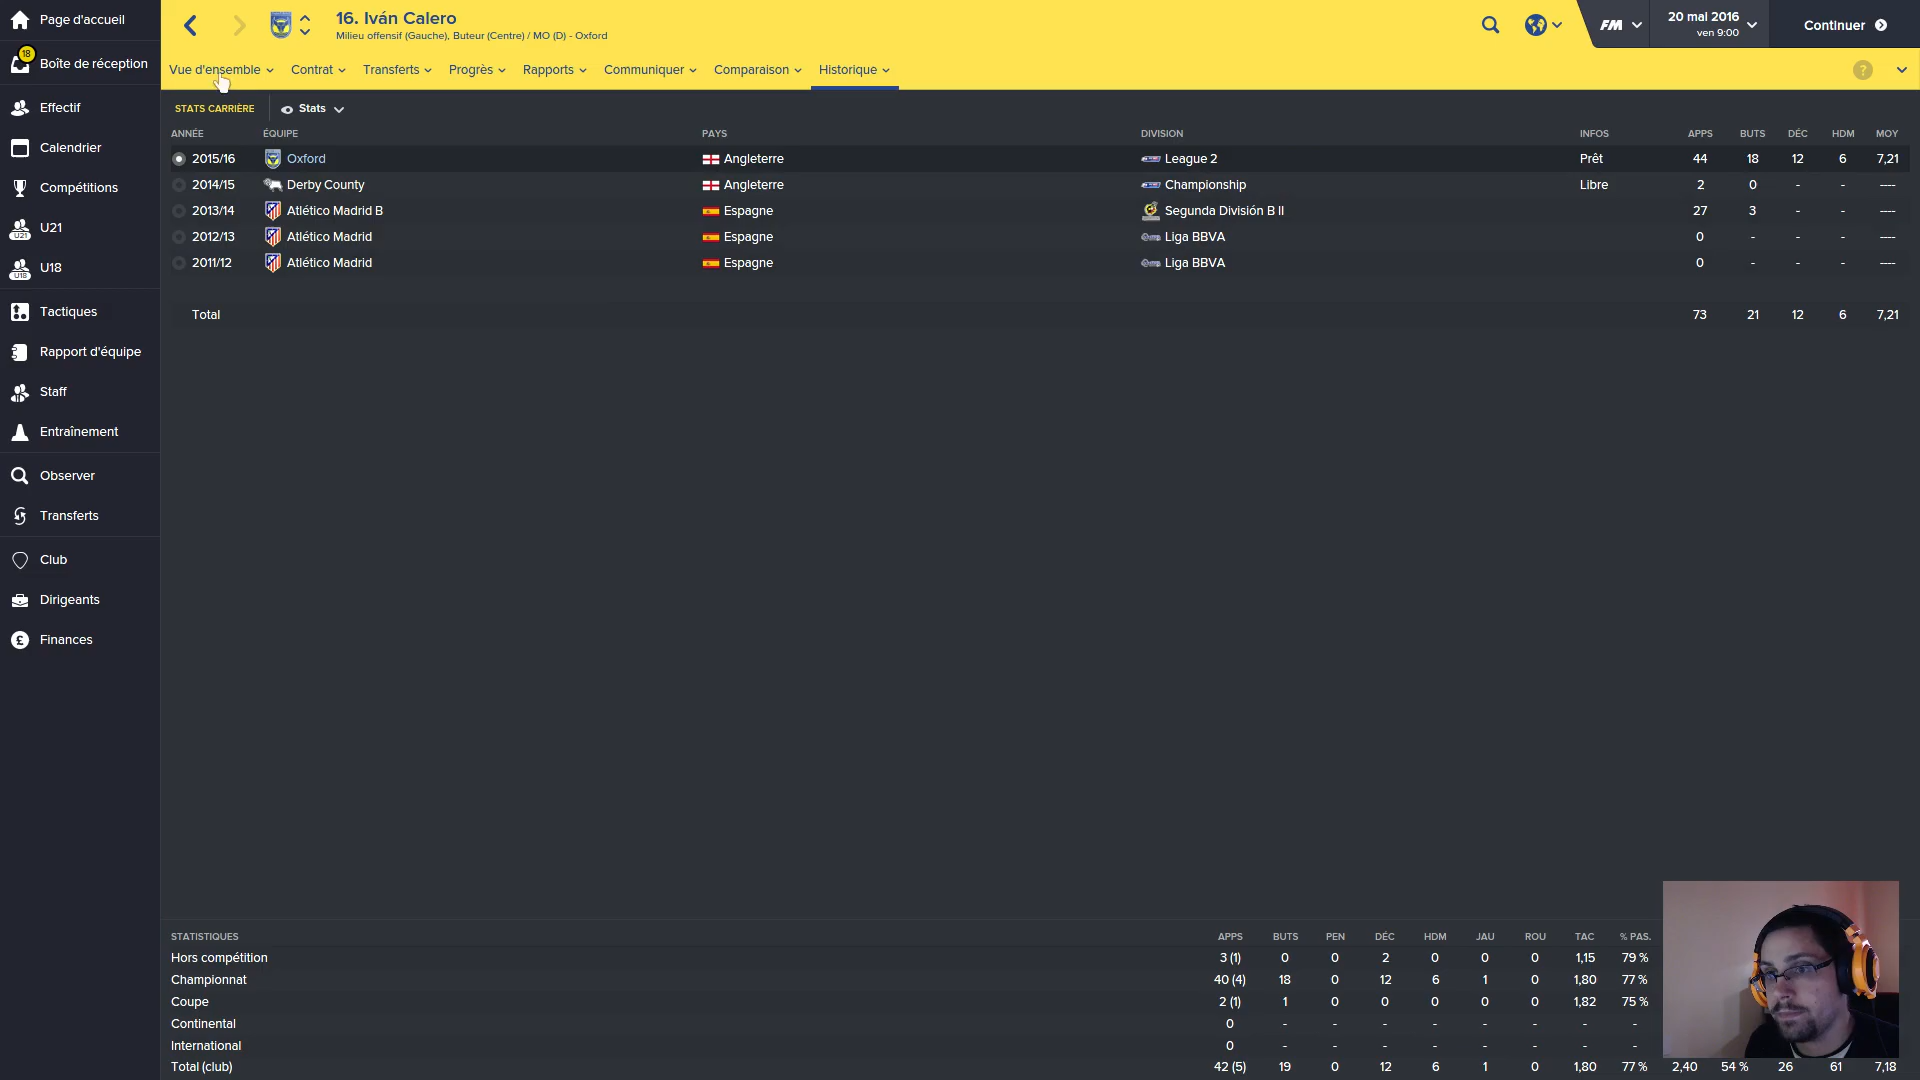 Page d'accueil
18
Boîte de réception
Effectif
Calendrier
Compétitions
U21
U21
U18
U18
Tactiques
Rapport d'équipe
Staff
Entraînement
Observer
Transferts
Club
Dirigeants
£ Finances
16. Iván Calero
Milieu offensif (Gauche), Buteur (Centre) / MO (D) - Oxford
FM
20 mai 2016
ven 9:00
Continuer
Vue d'ensemble Contrat Transferts Progrès Rapports Communiquer Comparaison Historique ?
STATS CARRIÈRE Stats
ANNÉE ÉQUIPE PAYS DIVISION INFOS APPS BUTS DÉC HDM MOY
2015/16 Oxford Angleterre League 2 Prêt 44 18 12 6 7,21
2014/15 Derby County Angleterre Championship Libre 2 0 - - ----
2013/14 Atlético Madrid B Espagne Segunda División B II 27 3 - - ----
2012/13 Atlético Madrid Espagne Liga BBVA 0 - - - ----
2011/12 Atlético Madrid Espagne Liga BBVA 0 - - - ----
Total 73 21 12 6 7,21
STATISTIQUES APPS BUTS PEN DÉC HDM JAU ROU TAC % PAS.
Hors compétition 3 (1) 0 0 2 0 0 0 1,15 79 %
Championnat 40 (4) 18 0 12 6 1 0 1,80 77 %
Coupe 2 (1) 1 0 0 0 0 0 1,82 75 %
Continental 0 - - - - - - - -
International 0 - - - - - - - -
Total (club) 42 (5) 19 0 12 6 1 0 1,80 77 % 2,40 54 % 26 61 7,18